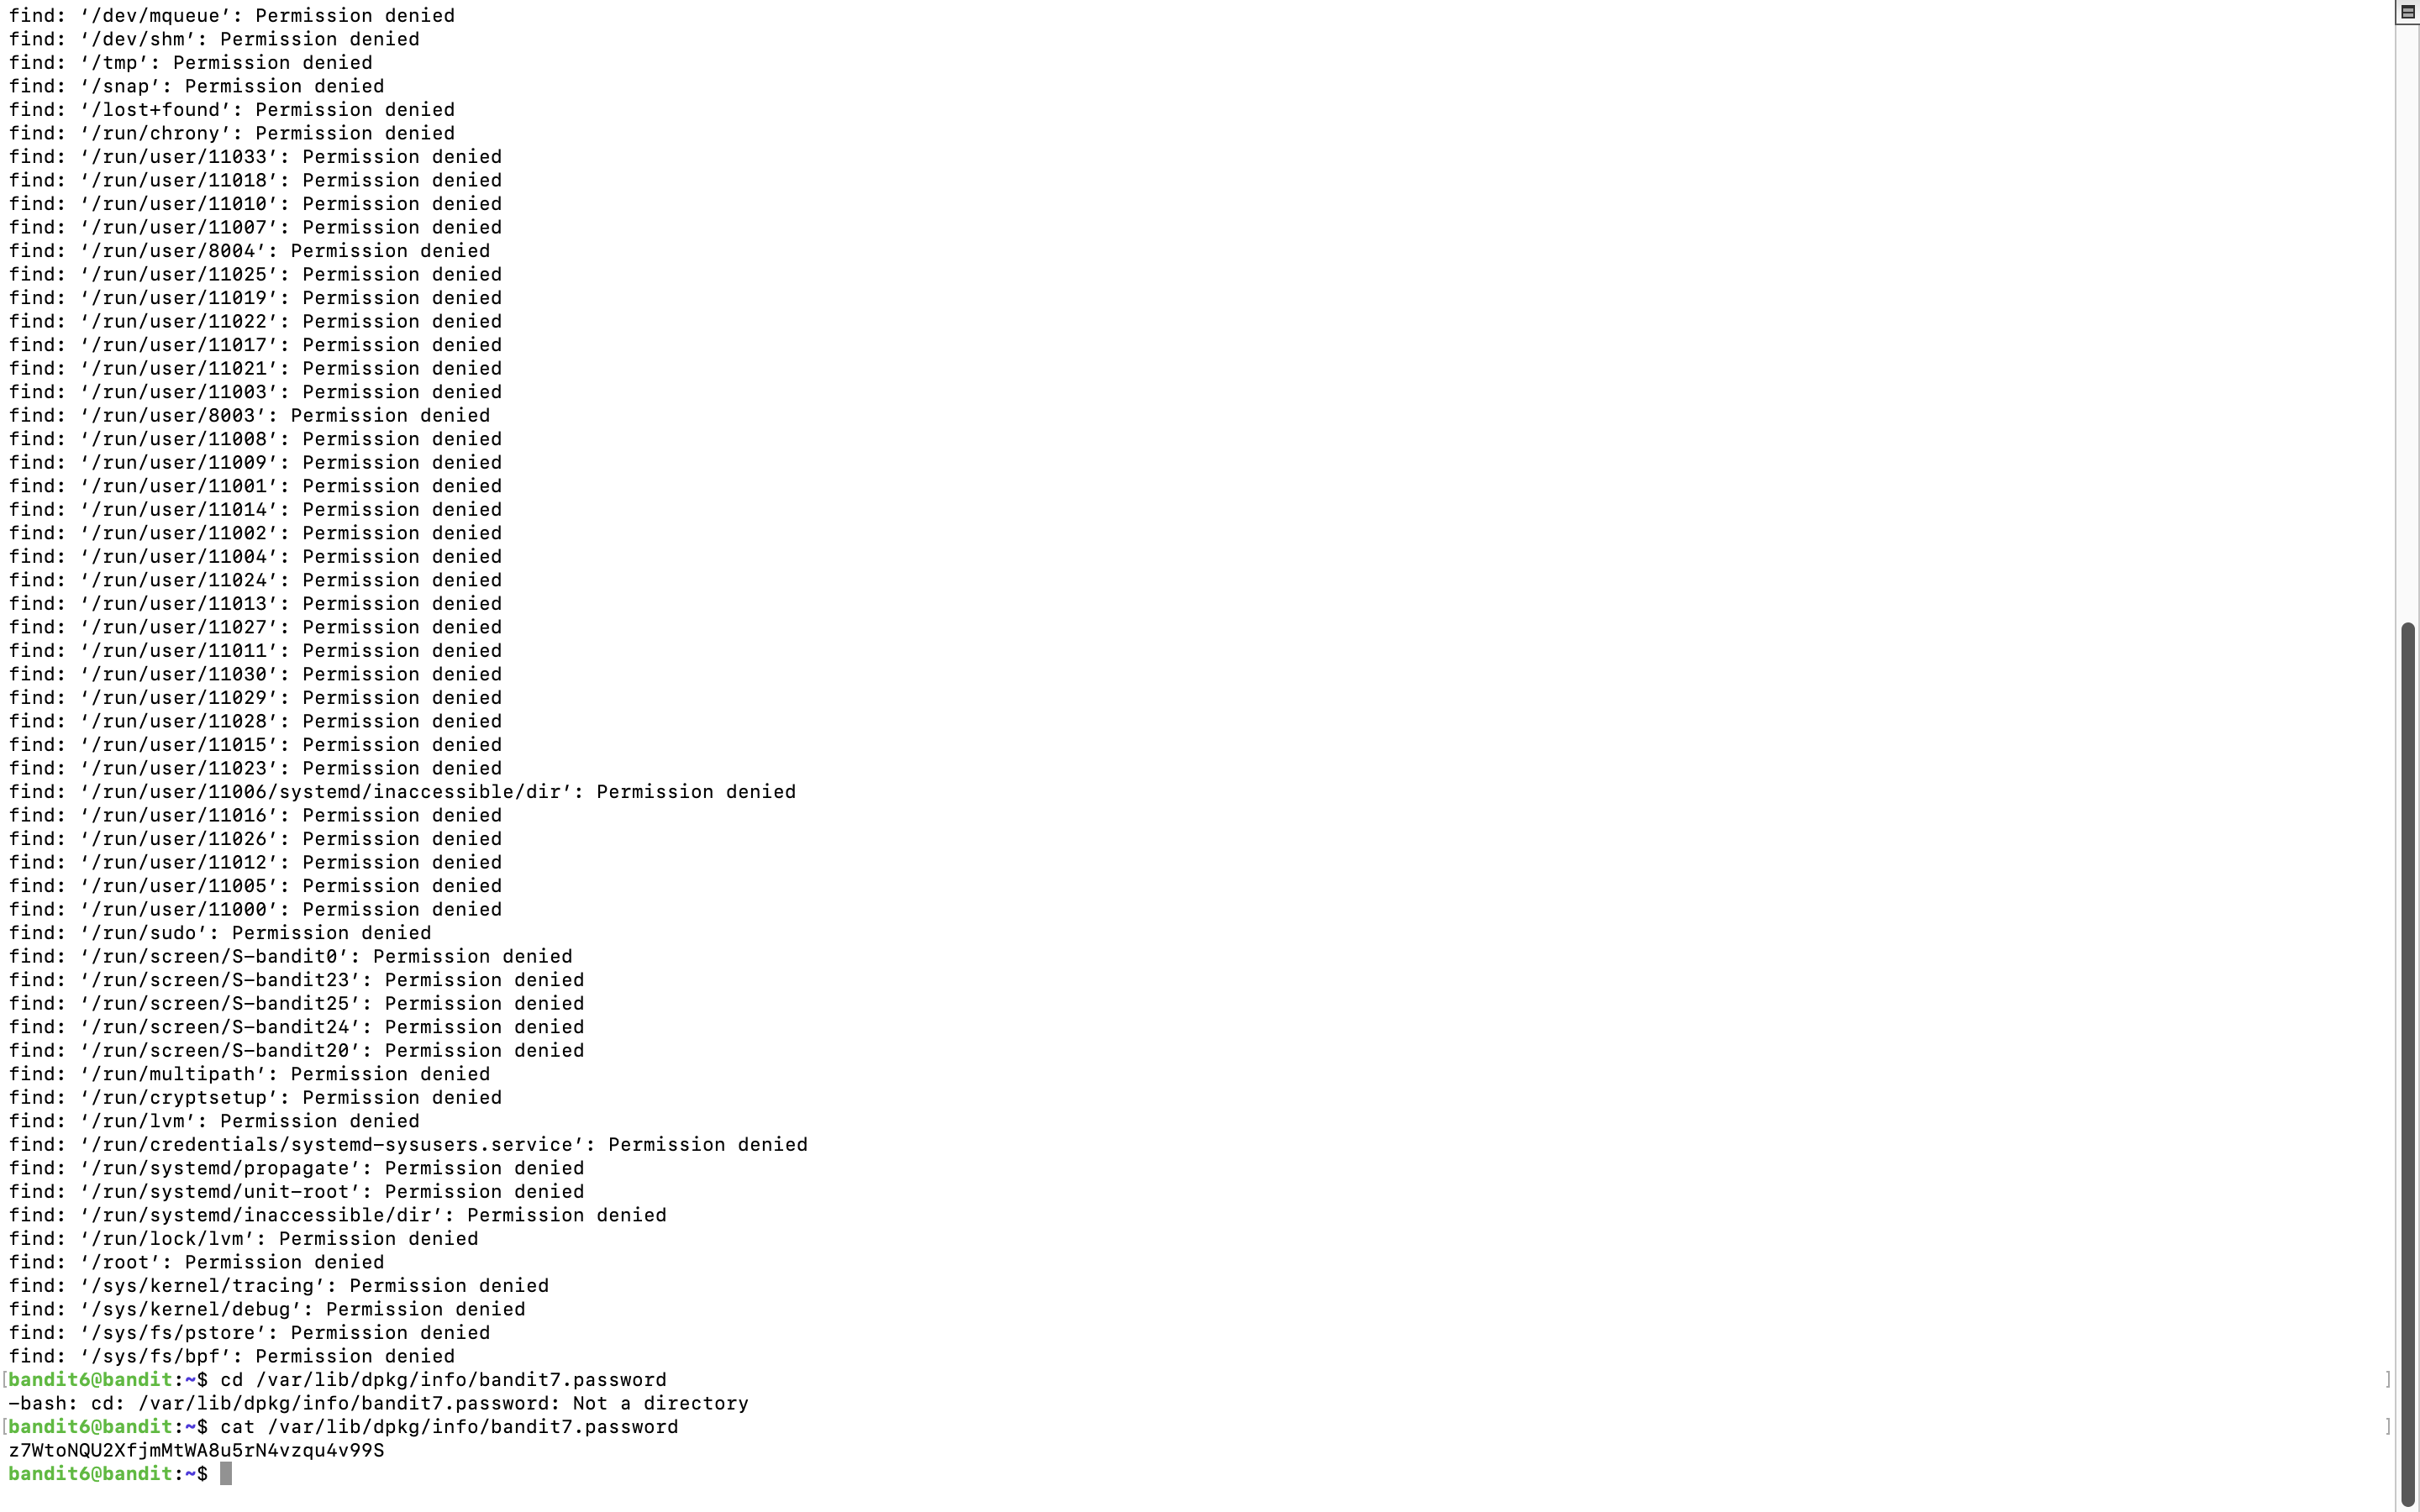 find: ‘/dev/mqueue’: Permission denied
find: ‘/dev/shm’: Permission denied
find: ‘/tmp’: Permission denied
find: ‘/snap’: Permission denied
find: ‘/lost+found’: Permission denied
find: ‘/run/chrony’: Permission denied
find: ‘/run/user/11033’: Permission denied
find: ‘/run/user/11018’: Permission denied
find: ‘/run/user/11010’: Permission denied
find: ‘/run/user/11007’: Permission denied
find: ‘/run/user/8004’: Permission denied
find: ‘/run/user/11025’: Permission denied
find: ‘/run/user/11019’: Permission denied
find: ‘/run/user/11022’: Permission denied
find: ‘/run/user/11017’: Permission denied
find: ‘/run/user/11021’: Permission denied
find: ‘/run/user/11003’: Permission denied
find: ‘/run/user/8003’: Permission denied
find: ‘/run/user/11008’: Permission denied
find: ‘/run/user/11009’: Permission denied
find: ‘/run/user/11001’: Permission denied
find: ‘/run/user/11014’: Permission denied
find: ‘/run/user/11002’: Permission denied
find: ‘/run/user/11004’: Permission denied
find: ‘/run/user/11024’: Permission denied
find: ‘/run/user/11013’: Permission denied
find: ‘/run/user/11027’: Permission denied
find: ‘/run/user/11011’: Permission denied
find: ‘/run/user/11030’: Permission denied
find: ‘/run/user/11029’: Permission denied
find: ‘/run/user/11028’: Permission denied
find: ‘/run/user/11015’: Permission denied
find: ‘/run/user/11023’: Permission denied
find: ‘/run/user/11006/systemd/inaccessible/dir’: Permission denied
find: ‘/run/user/11016’: Permission denied
find: ‘/run/user/11026’: Permission denied
find: ‘/run/user/11012’: Permission denied
find: ‘/run/user/11005’: Permission denied
find: ‘/run/user/11000’: Permission denied
find: ‘/run/sudo’: Permission denied
find: ‘/run/screen/S-bandit0’: Permission denied
find: ‘/run/screen/S-bandit23’: Permission denied
find: ‘/run/screen/S-bandit25’: Permission denied
find: ‘/run/screen/S-bandit24’: Permission denied
find: ‘/run/screen/S-bandit20’: Permission denied
find: ‘/run/multipath’: Permission denied
find: ‘/run/cryptsetup’: Permission denied
find: ‘/run/lvm’: Permission denied
find: ‘/run/credentials/systemd-sysusers.service’: Permission denied
find: ‘/run/systemd/propagate’: Permission denied
find: ‘/run/systemd/unit-root’: Permission denied
find: ‘/run/systemd/inaccessible/dir’: Permission denied
find: ‘/run/lock/lvm’: Permission denied
find: ‘/root’: Permission denied
find: ‘/sys/kernel/tracing’: Permission denied
find: ‘/sys/kernel/debug’: Permission denied
find: ‘/sys/fs/pstore’: Permission denied
find: ‘/sys/fs/bpf’: Permission denied
[bandit6@bandit:~$ cd /var/lib/dpkg/info/bandit7.password ]
-bash: cd: /var/lib/dpkg/info/bandit7.password: Not a directory
[bandit6@bandit:~$ cat /var/lib/dpkg/info/bandit7.password ]
z7WtoNQU2XfjmMtWA8u5rN4vzqu4v99S
bandit6@bandit:~$